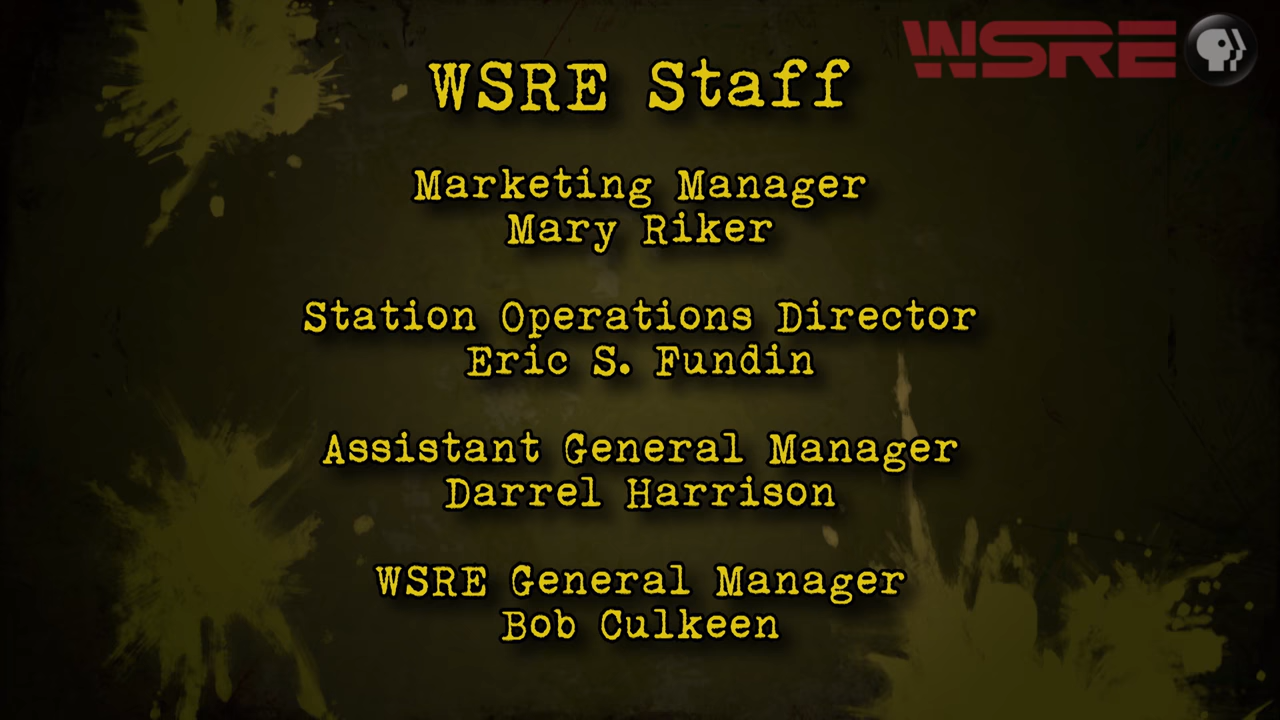 WSRE
WSRE Staff
Marketing Manager
Mary Riker
Station Operations Director
Eric S. Fundin
Assistant General Manager
Darrel Harrison
WSRE General Manager
Bob Culkeen